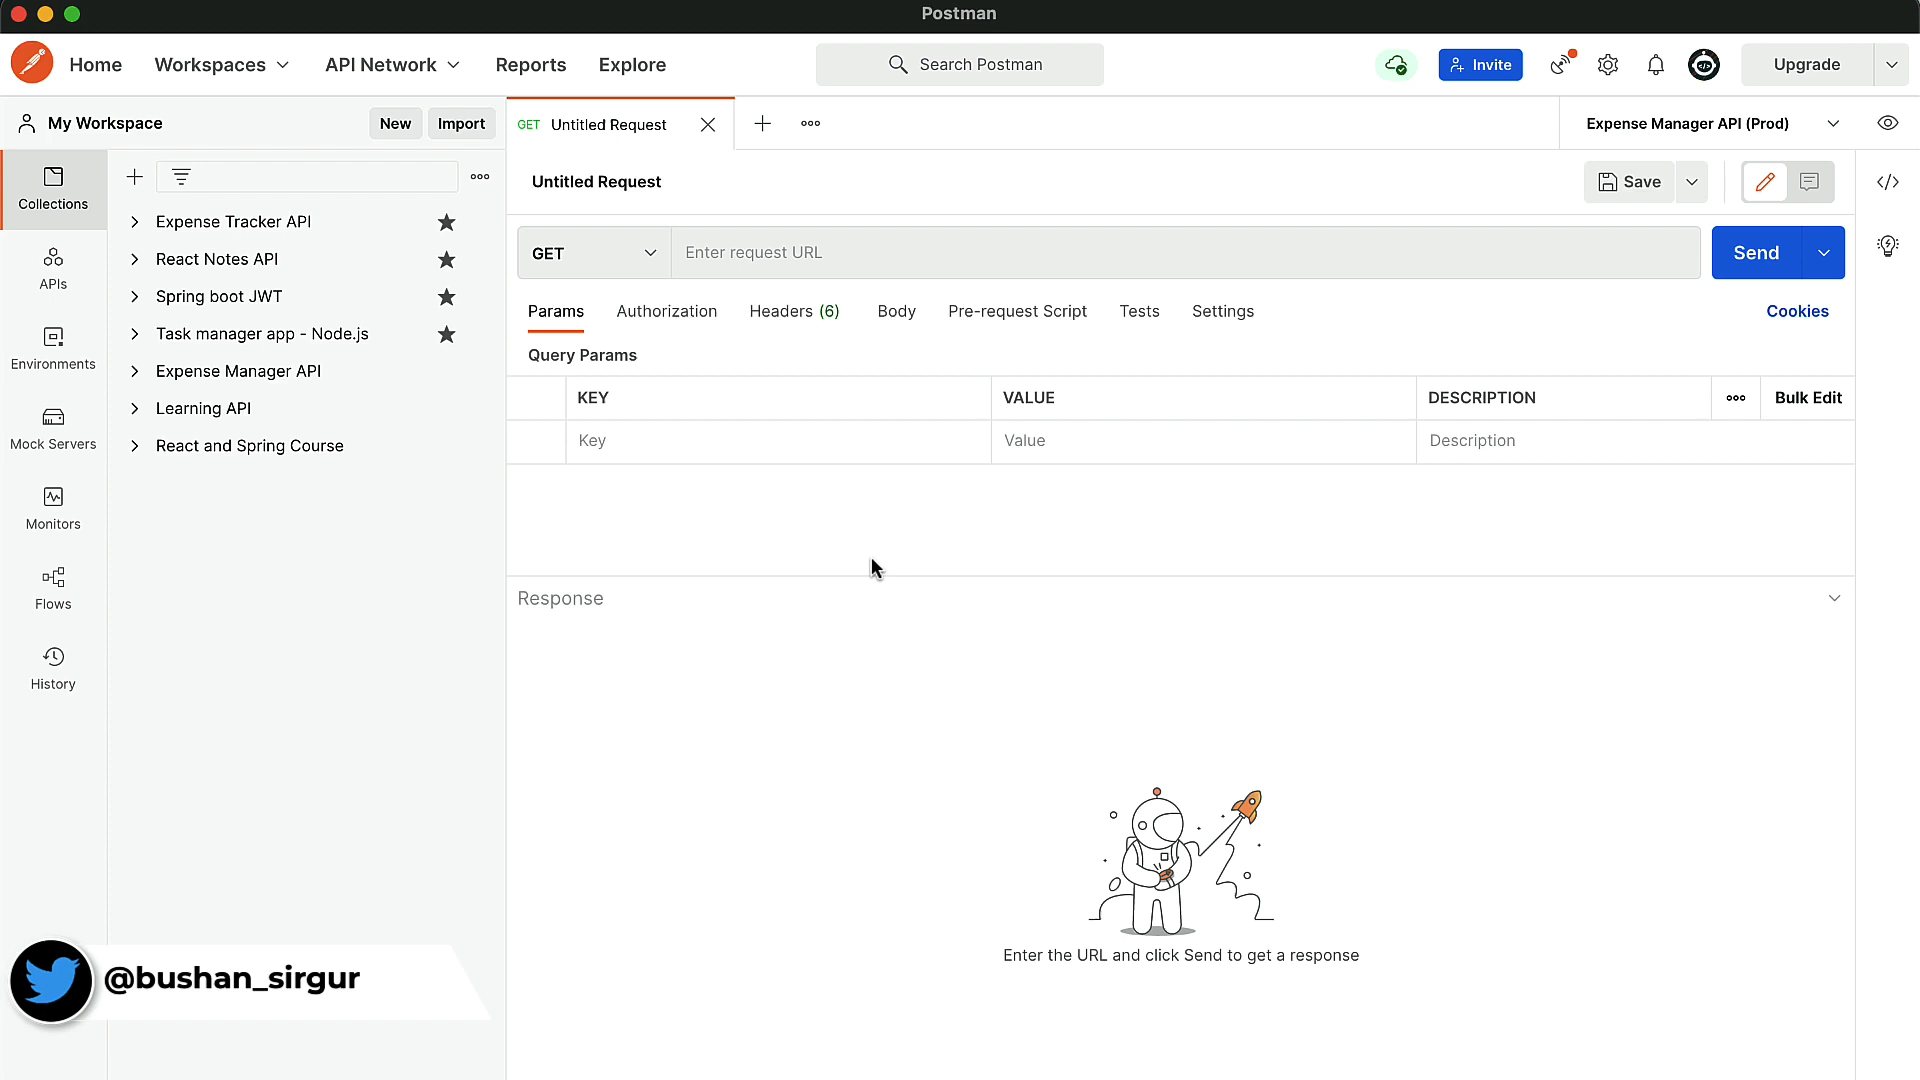 Postman
Home Workspaces API Network Reports Explore Search Postman Invite Upgrade
My Workspace New Import GET Untitled Request Expense Manager API (Prod)
Untitled Request Save
Collections
APIs
Environments
Mock Servers
Monitors
Flows
History
Expense Tracker API
React Notes API
Spring boot JWT
Task manager app - Node.js
Expense Manager API
Learning API
React and Spring Course
GET Enter request URL Send
Params Authorization Headers (6) Body Pre-request Script Tests Settings Cookies
Query Params
KEY VALUE DESCRIPTION Bulk Edit
Key Value Description
Response
Enter the URL and click Send to get a response
@bushan_sirgur